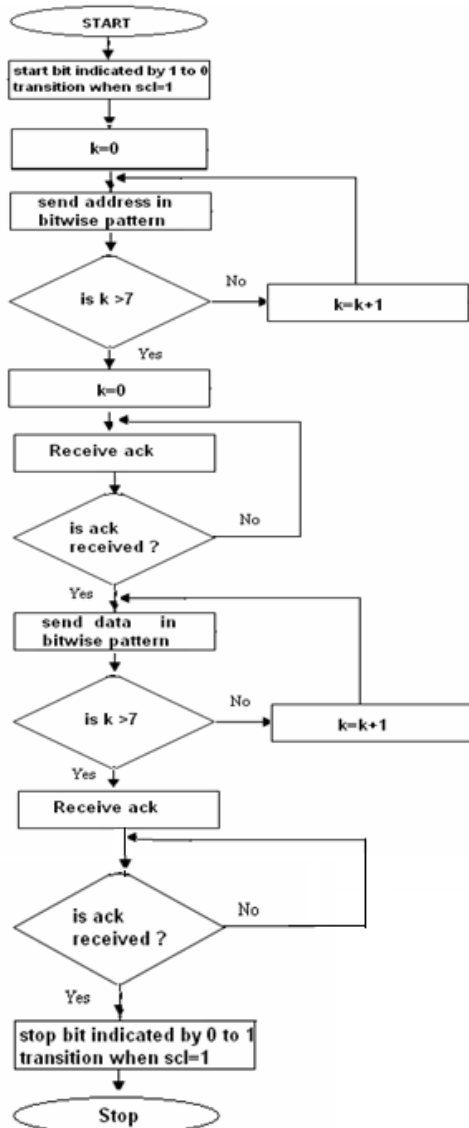 START
start bit indicated by 1 to 0
transition when scl=1
k=0
send address in
bitwise pattern
is k >7
No
k=k+1
Yes
k=0
Receive ack
is ack
received ?
No
Yes
send data in
bitwise pattern
is k >7
No
k=k+1
Yes
Receive ack
is ack
received ?
No
Yes
stop bit indicated by 0 to 1
transition when scl=1
Stop